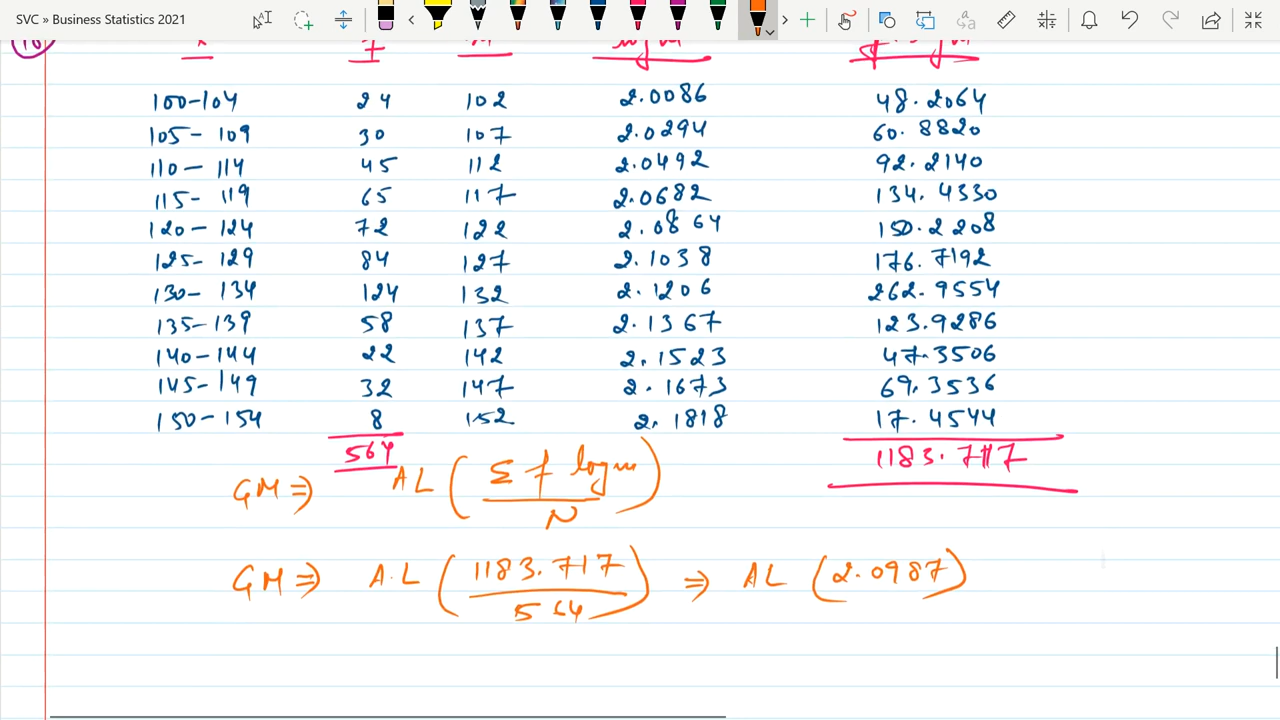 SVC » Business Statistics 2021
100-104 24 102 2.0086 48.2064
105-109 30 107 2.0294 60.8820
110-114 45 112 2.0492 92.2140
115-119 65 117 2.0682 134.4330
120-124 72 122 2.0864 150.2208
125-129 84 127 2.1038 176.7192
130-134 124 132 2.1206 262.9554
135-139 58 137 2.1367 123.9286
140-144 22 142 2.1523 47.3506
145-149 32 147 2.1673 69.3536
150-154 8 152 2.1818 17.4544
564 1183.717
GM ⇒ AL (Σ f log m / N)
GM ⇒ A.L (1183.717 / 564) ⇒ AL (2.0987)